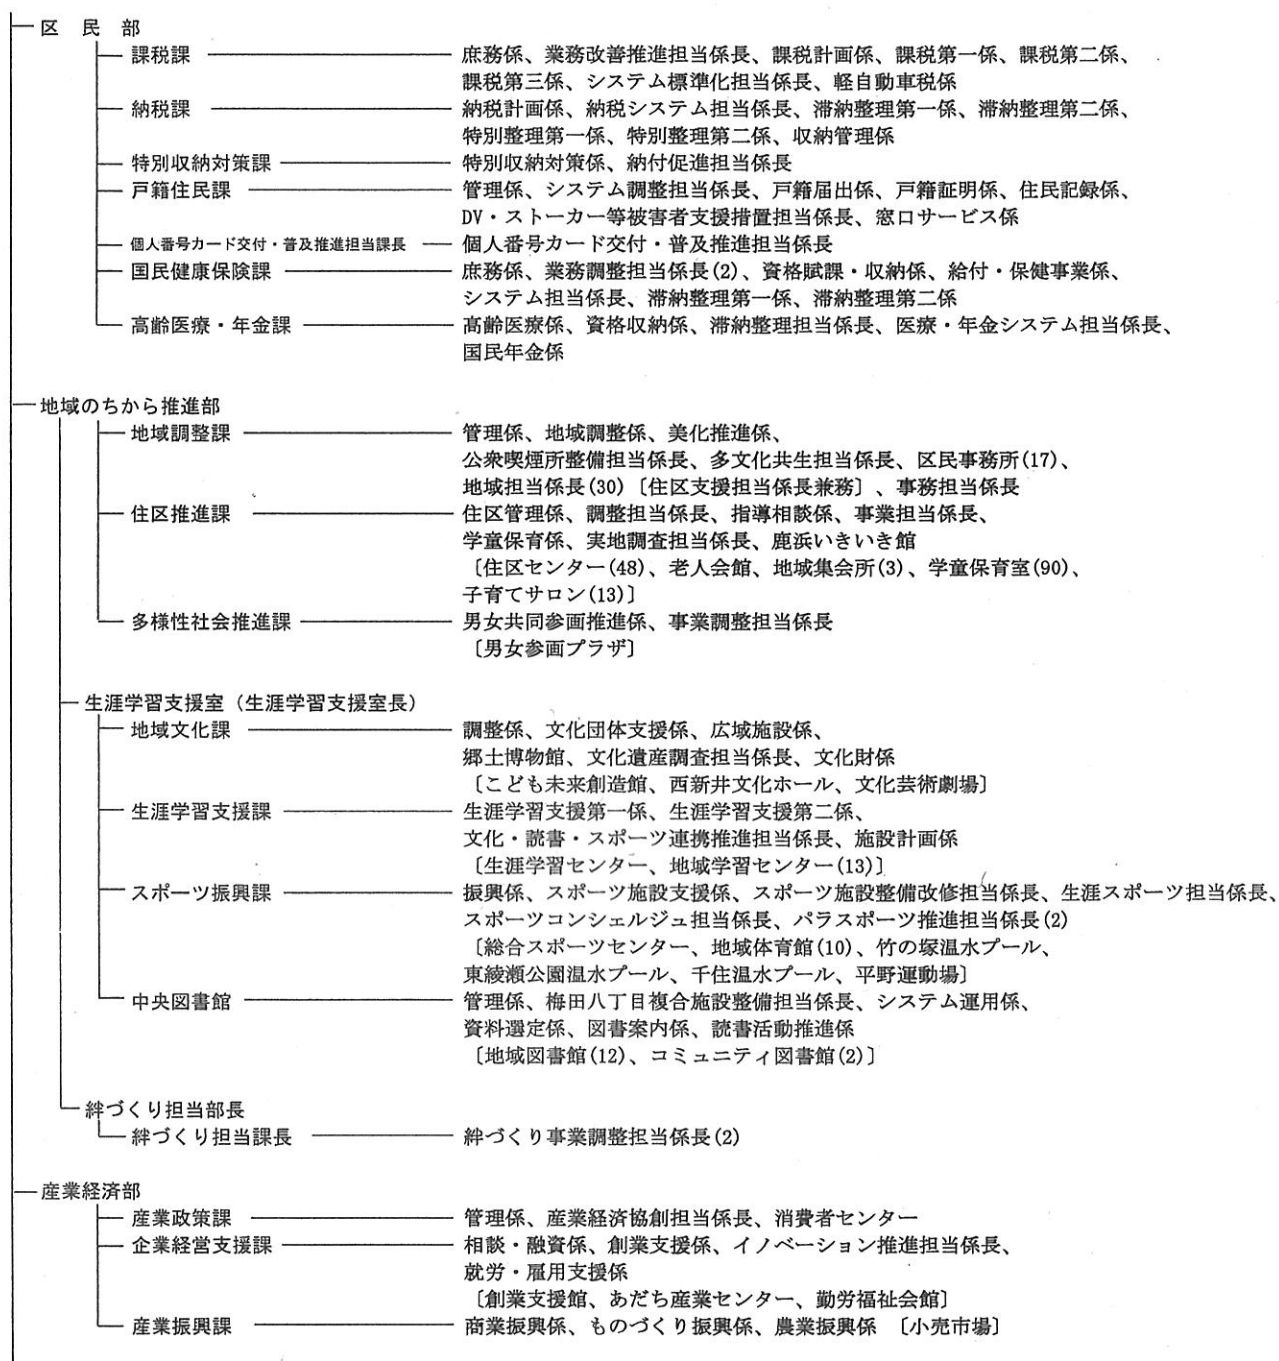 区　民　部
課税課　庶務係、業務改善推進担当係長、課税計画係、課税第一係、課税第二係、
課税第三係、システム標準化担当係長、軽自動車税係
納税課　納税計画係、納税システム担当係長、滞納整理第一係、滞納整理第二係、
特別整理第一係、特別整理第二係、収納管理係
特別収納対策課　特別収納対策係、納付促進担当係長
戸籍住民課　管理係、システム調整担当係長、戸籍届出係、戸籍証明係、住民記録係、
DV・ストーカー等被害者支援措置担当係長、窓口サービス係
個人番号カード交付・普及推進担当課長　個人番号カード交付・普及推進担当係長
国民健康保険課　庶務係、業務調整担当係長(2)、資格賦課・収納係、給付・保健事業係、
システム担当係長、滞納整理第一係、滞納整理第二係
高齢医療・年金課　高齢医療係、資格収納係、滞納整理担当係長、医療・年金システム担当係長、
国民年金係
地域のちから推進部
地域調整課　管理係、地域調整係、美化推進係、
公衆喫煙所整備担当係長、多文化共生担当係長、区民事務所(17)、
地域担当係長(30)〔住区支援担当係長兼務〕、事務担当係長
住区推進課　住区管理係、調整担当係長、指導相談係、事業担当係長、
学童保育係、実地調査担当係長、鹿浜いきいき館
〔住区センター(48)、老人会館、地域集会所(3)、学童保育室(90)、
子育てサロン(13)〕
多様性社会推進課　男女共同参画推進係、事業調整担当係長
〔男女参画プラザ〕
生涯学習支援室（生涯学習支援室長）
地域文化課　調整係、文化団体支援係、広域施設係、
郷土博物館、文化遺産調査担当係長、文化財係
〔こども未来創造館、西新井文化ホール、文化芸術劇場〕
生涯学習支援課　生涯学習支援第一係、生涯学習支援第二係、
文化・読書・スポーツ連携推進担当係長、施設計画係
〔生涯学習センター、地域学習センター(13)〕
スポーツ振興課　振興係、スポーツ施設支援係、スポーツ施設整備改修担当係長、生涯スポーツ担当係長、
スポーツコンシェルジュ担当係長、パラスポーツ推進担当係長(2)
〔総合スポーツセンター、地域体育館(10)、竹の塚温水プール、
東綾瀬公園温水プール、千住温水プール、平野運動場〕
中央図書館　管理係、梅田八丁目複合施設整備担当係長、システム運用係、
資料選定係、図書案内係、読書活動推進係
〔地域図書館(12)、コミュニティ図書館(2)〕
絆づくり担当部長
絆づくり担当課長　絆づくり事業調整担当係長(2)
産業経済部
産業政策課　管理係、産業経済協創担当係長、消費者センター
企業経営支援課　相談・融資係、創業支援係、イノベーション推進担当係長、
就労・雇用支援係
〔創業支援館、あだち産業センター、勤労福祉会館〕
産業振興課　商業振興係、ものづくり振興係、農業振興係　〔小売市場〕